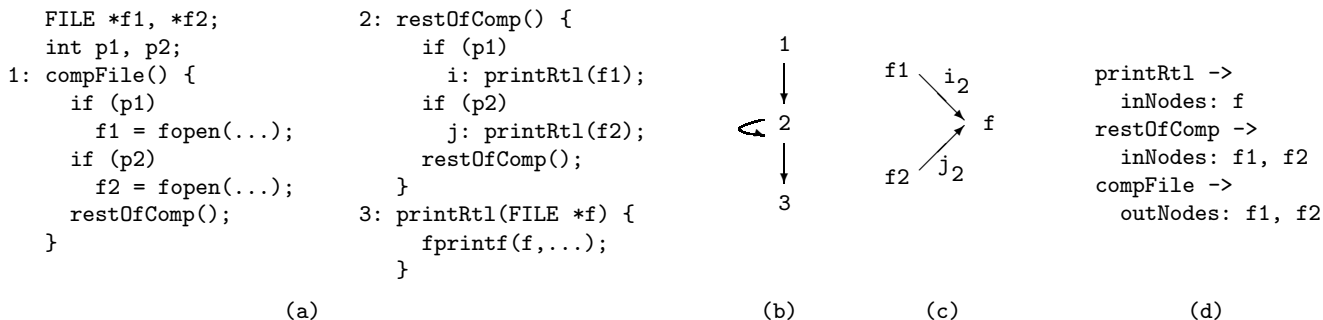 FILE *f1, *f2;
int p1, p2;
1: compFile() {
if (p1)
f1 = fopen(...);
if (p2)
f2 = fopen(...);
restOfComp();
}
2: restOfComp() {
if (p1)
i: printRtl(f1);
if (p2)
j: printRtl(f2);
restOfComp();
}
3: printRtl(FILE *f) {
fprintf(f,...);
}
(a)
1
2
3
(b)
f1
i2
f
f2
j2
(c)
printRtl ->
inNodes: f
restOfComp ->
inNodes: f1, f2
compFile ->
outNodes: f1, f2
(d)